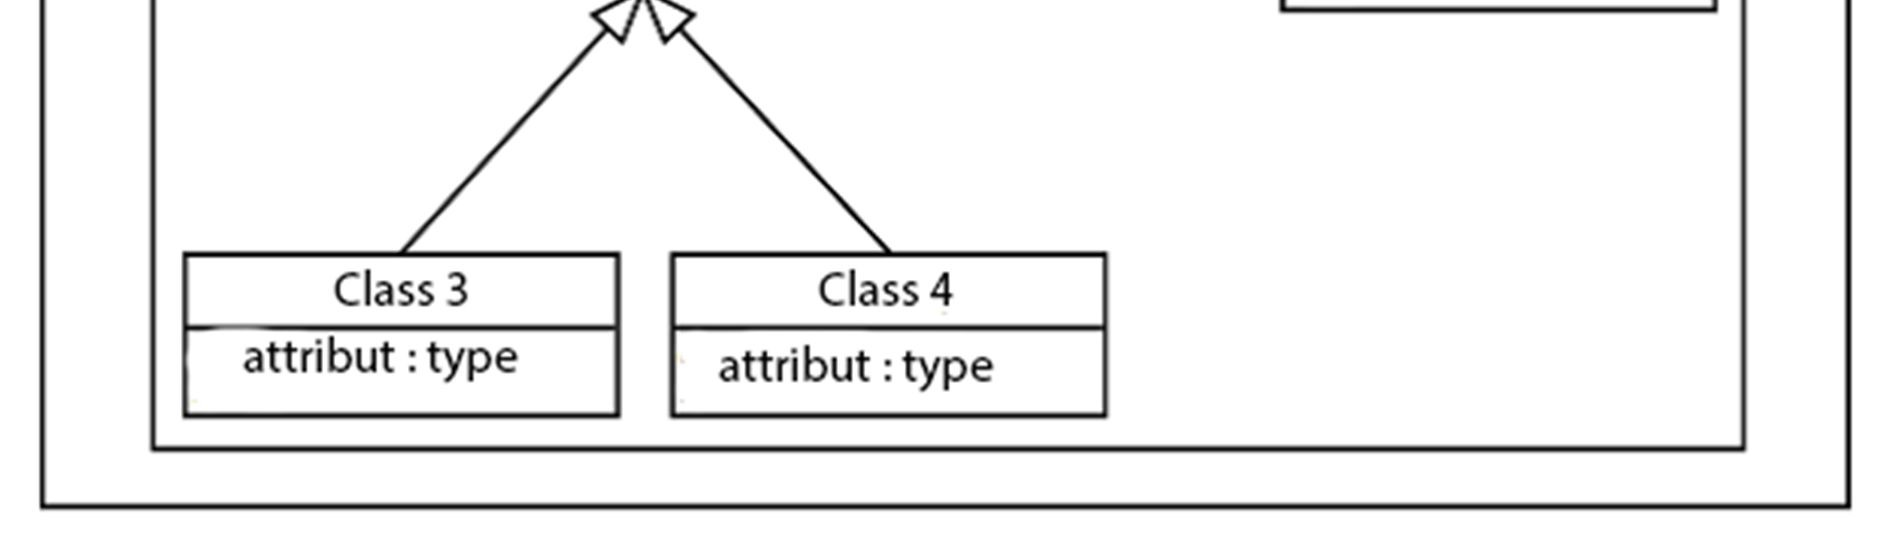 Class 3
attribut : type
Class 4
attribut : type